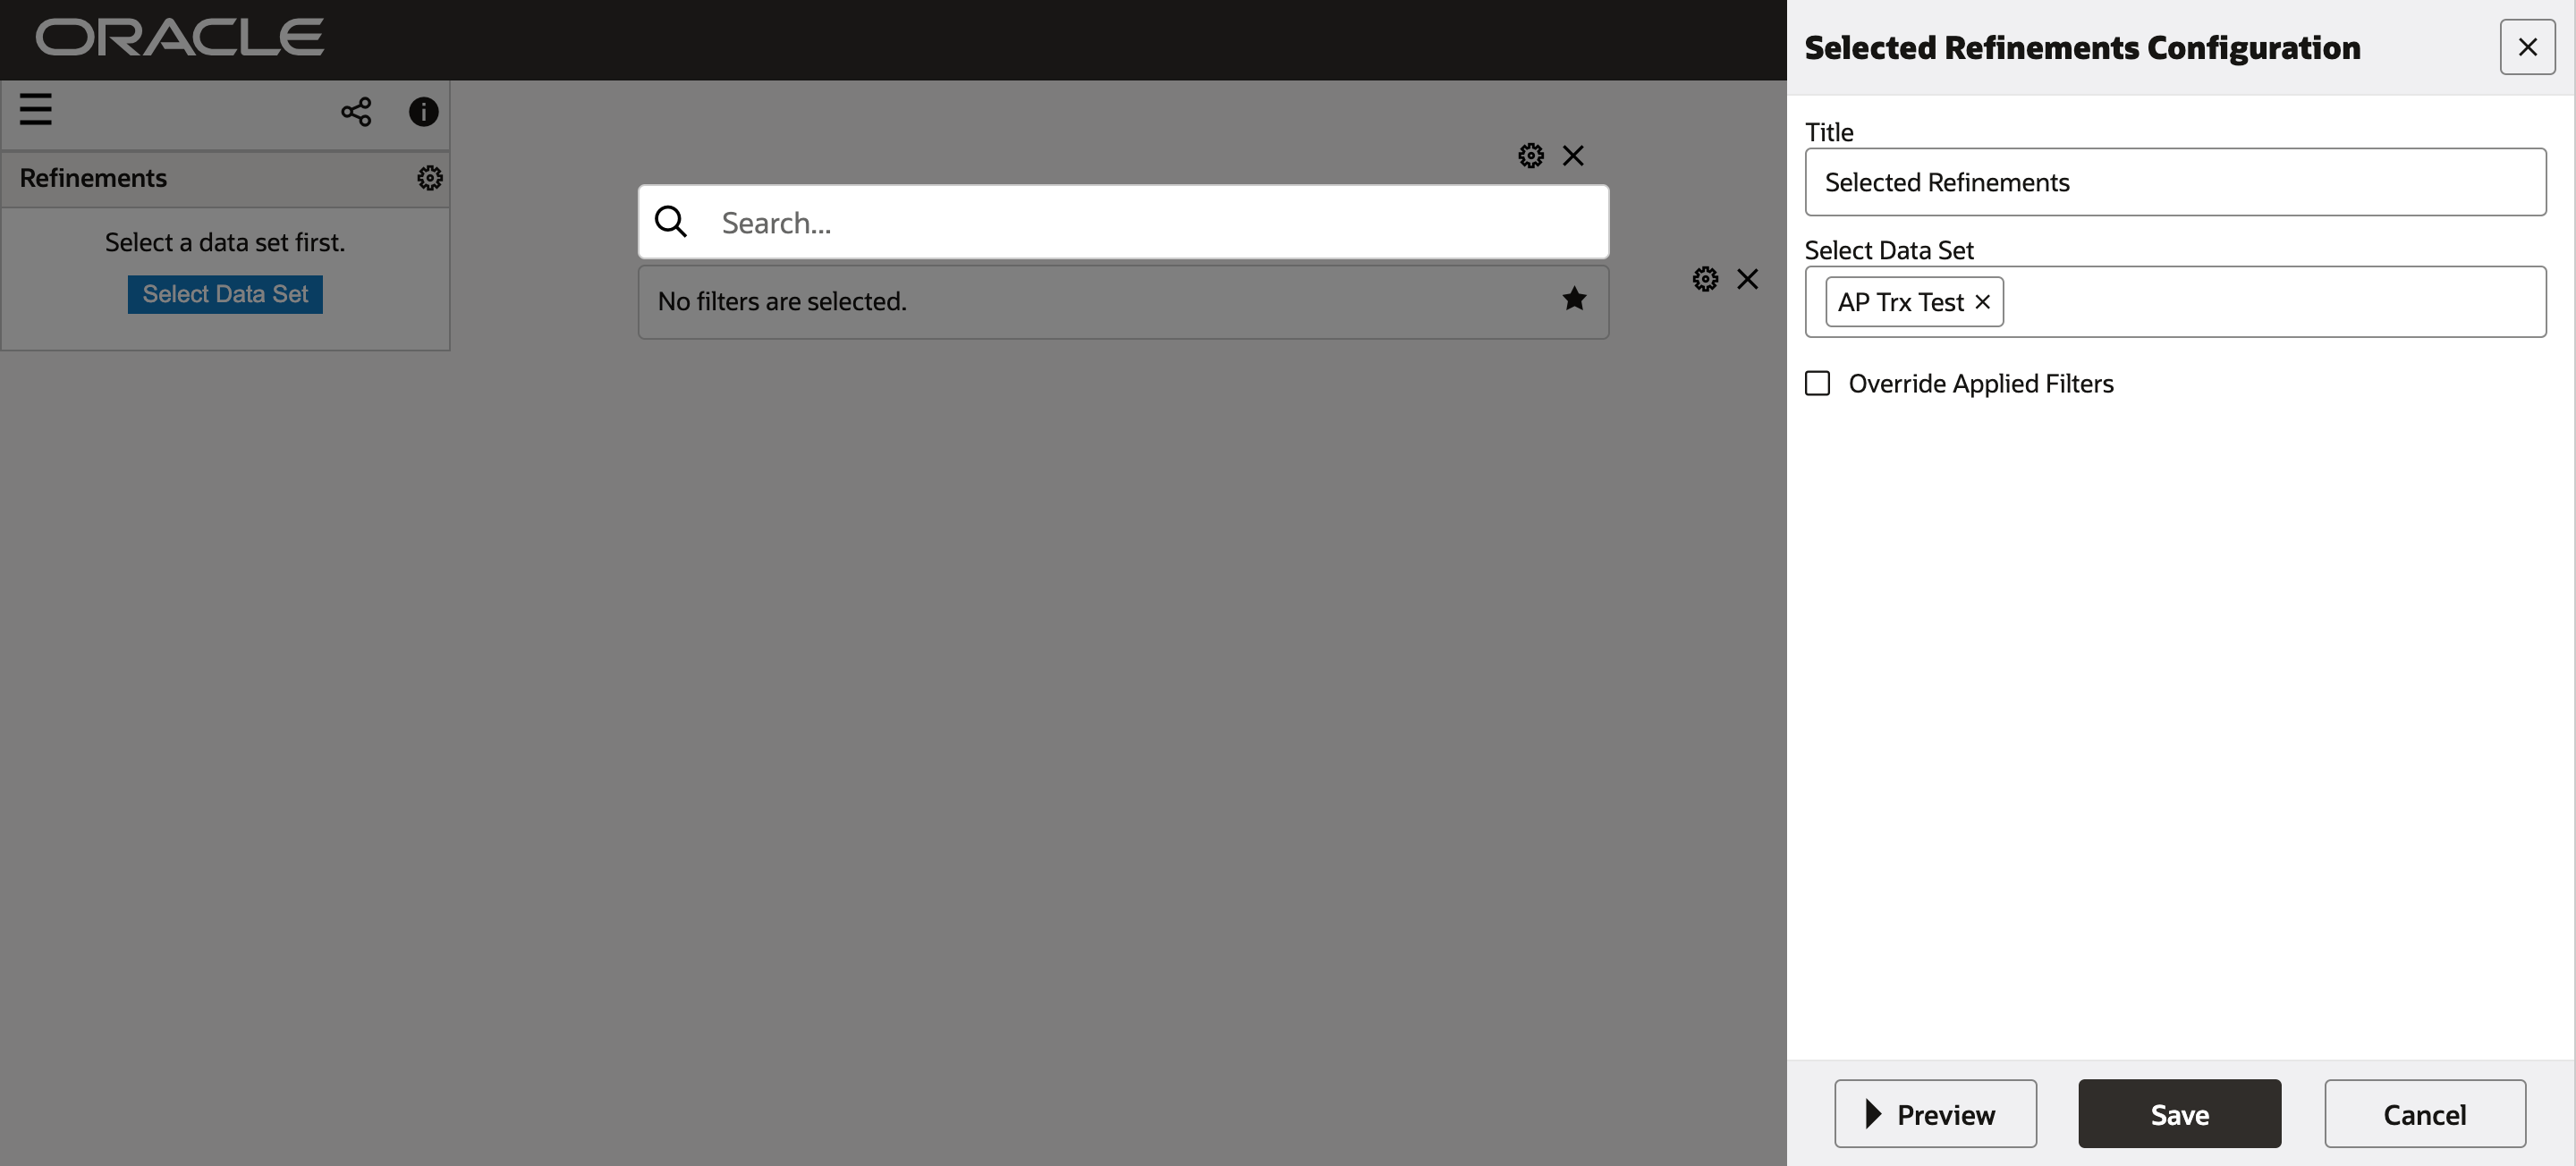 ORACLE
Refinements
Select a data set first.
Select Data Set
Search...
No filters are selected.
Selected Refinements Configuration
Title
Selected Refinements
Select Data Set
AP Trx Test
Override Applied Filters
Preview
Save
Cancel